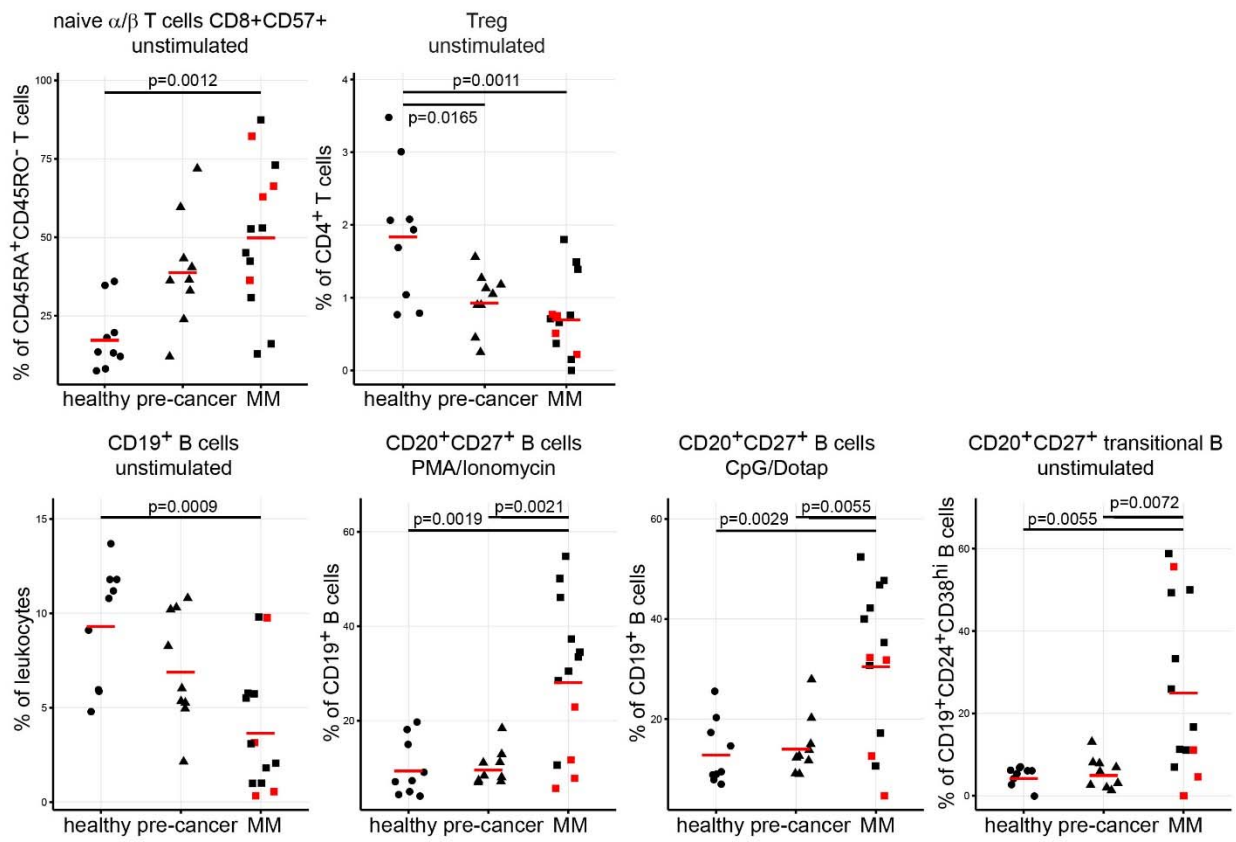 naive α/β T cells CD8+CD57+
unstimulated
% of CD45RA⁺CD45RO⁻ T cells
100
75
50
25
p=0.0012
healthy pre-cancer MM
Treg
unstimulated
% of CD4⁺ T cells
4
3
2
1
0
p=0.0011
p=0.0165
healthy pre-cancer MM
CD19⁺ B cells
unstimulated
% of leukocytes
15
10
5
0
p=0.0009
healthy pre-cancer MM
CD20⁺CD27⁺ B cells
PMA/Ionomycin
% of CD19⁺ B cells
60
40
20
p=0.0021
p=0.0019
healthy pre-cancer MM
CD20⁺CD27⁺ B cells
CpG/Dotap
% of CD19⁺ B cells
60
40
20
p=0.0055
p=0.0029
healthy pre-cancer MM
CD20⁺CD27⁺ transitional B
unstimulated
% of CD19⁺CD24⁺CD38ʰⁱ B cells
60
40
20
0
p=0.0072
p=0.0055
healthy pre-cancer MM